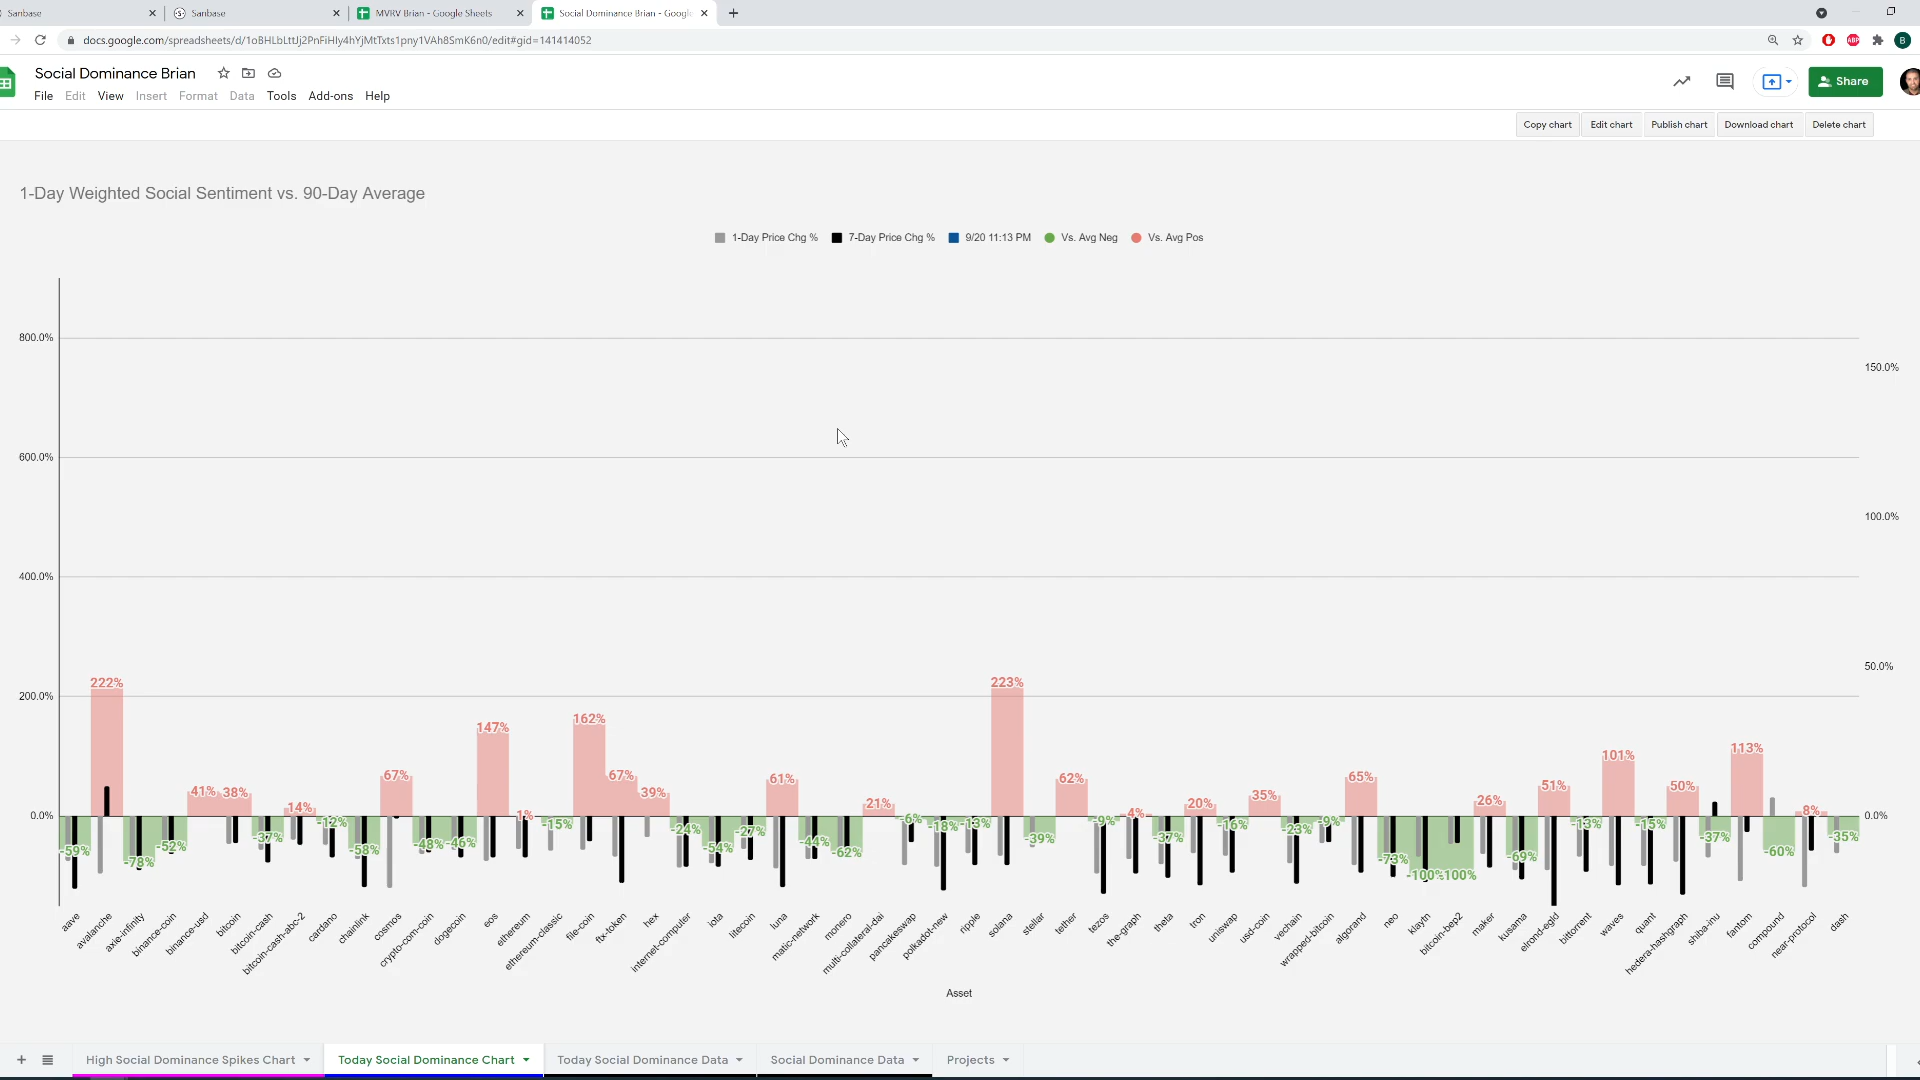 Sanbase
Sanbase
MVRV Brian - Google Sheets
Social Dominance Brian - Google
docs.google.com/spreadsheets/d/1oBHLbLttJj2PnFiHIy4hYjMtTxts1pny1VAh8SmK6n0/edit#gid=141414052
ABP
B
Social Dominance Brian
File Edit View Insert Format Data Tools Add-ons Help
Share
Copy chart
Edit chart
Publish chart
Download chart
Delete chart
1-Day Weighted Social Sentiment vs. 90-Day Average
1-Day Price Chg %
7-Day Price Chg %
9/20 11:13 PM
Vs. Avg Neg
Vs. Avg Pos
800.0%
600.0%
400.0%
200.0%
0.0%
150.0%
100.0%
50.0%
0.0%
-59%
222%
-78%
-52%
41%
38%
-37%
14%
-12%
-58%
67%
-48%
-46%
147%
1%
-15%
162%
67%
39%
-24%
-54%
-27%
61%
-44%
-62%
21%
-6%
-18%
-13%
223%
-39%
62%
-9%
4%
-37%
20%
-16%
35%
-23%
-9%
65%
-73%
-100%
-100%
26%
-69%
51%
-13%
101%
-15%
50%
-37%
113%
-60%
8%
-35%
aave
avalanche
axie-infinity
binance-coin
binance-usd
bitcoin
bitcoin-cash
bitcoin-cash-abc-2
cardano
chainlink
cosmos
crypto-com-coin
dogecoin
eos
ethereum
ethereum-classic
file-coin
ftx-token
hex
internet-computer
iota
litecoin
luna
matic-network
monero
multi-collateral-dai
pancakeswap
polkadot-new
ripple
solana
stellar
tether
tezos
the-graph
theta
tron
uniswap
usd-coin
vechain
wrapped-bitcoin
algorand
neo
klaytn
bitcoin-bep2
maker
kusama
elrond-egld
bittorrent
waves
quant
hedera-hashgraph
shiba-inu
fantom
compound
near-protocol
dash
Asset
High Social Dominance Spikes Chart
Today Social Dominance Chart
Today Social Dominance Data
Social Dominance Data
Projects